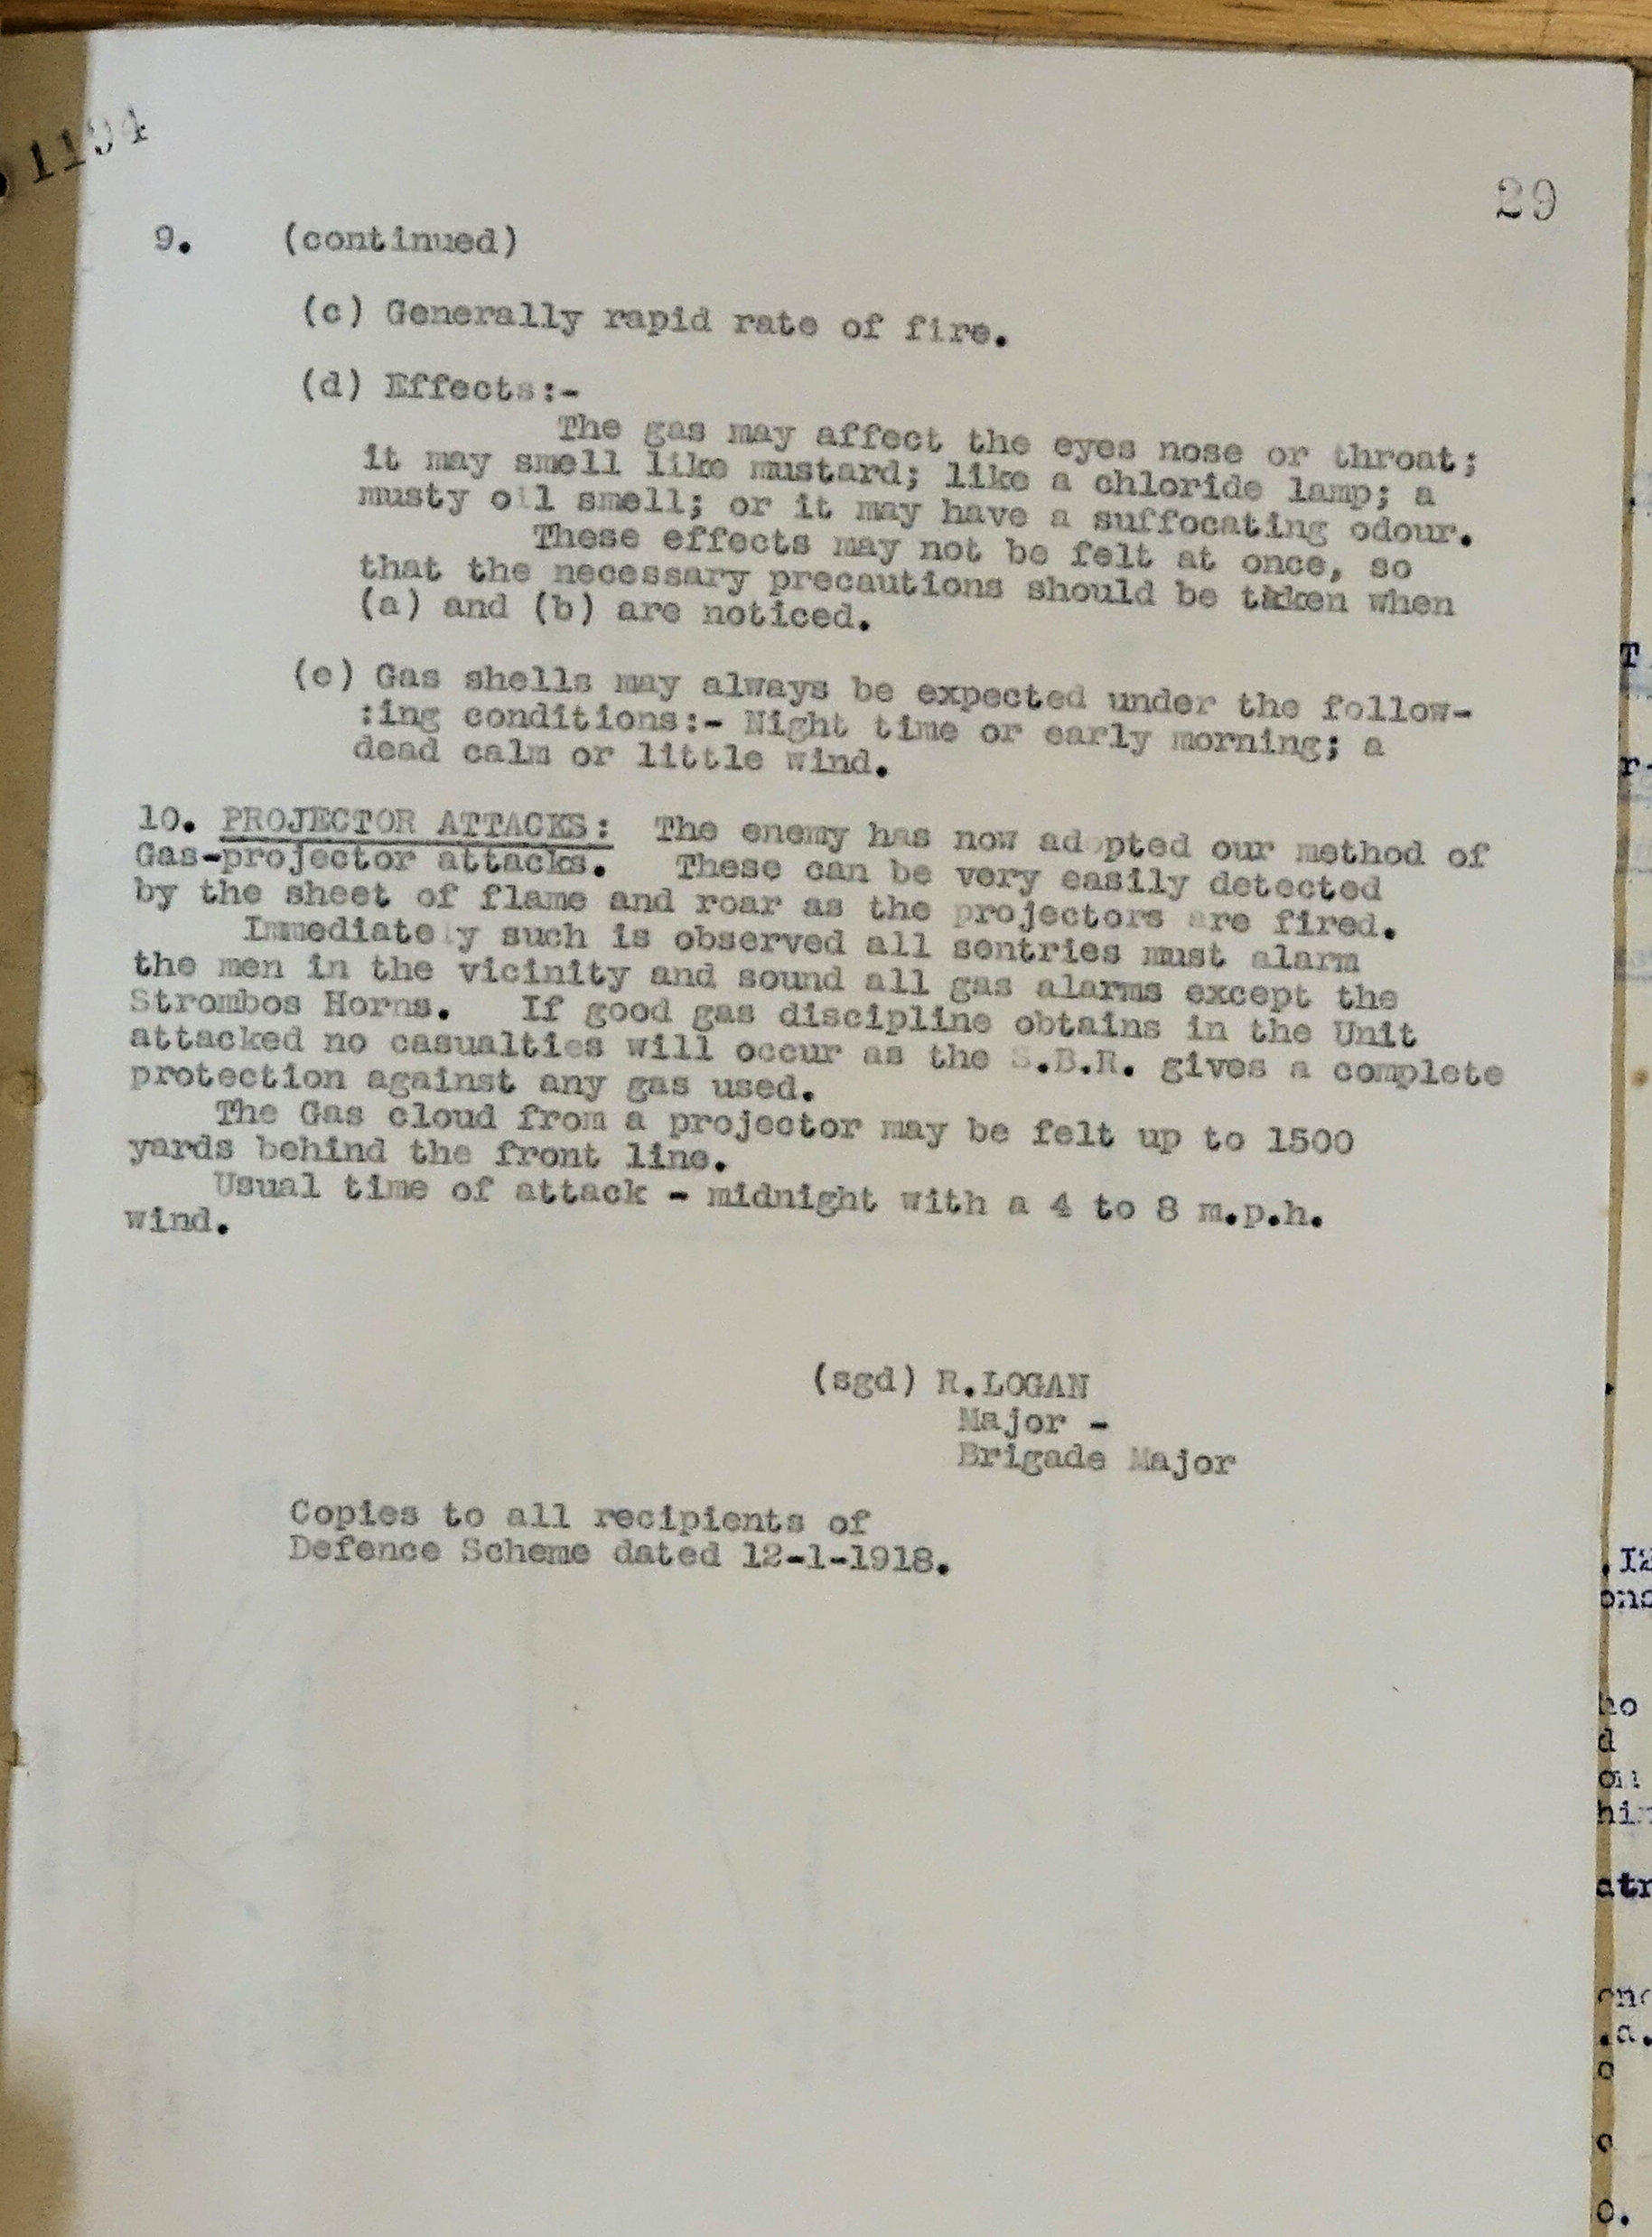 1194
29
9. (continued)
(c) Generally rapid rate of fire.
(d) Effects:-
The gas may affect the eyes nose or throat;
it may smell like mustard; like a chloride lamp; a
musty oil smell; or it may have a suffocating odour.
These effects may not be felt at once, so
that the necessary precautions should be taken when
(a) and (b) are noticed.
(e) Gas shells may always be expected under the follow-
:ing conditions:- Night time or early morning; a
dead calm or little wind.
10. PROJECTOR ATTACKS: The enemy has now adopted our method of
Gas-projector attacks. These can be very easily detected
by the sheet of flame and roar as the projectors are fired.
Immediately such is observed all sentries must alarm
the men in the vicinity and sound all gas alarms except the
Strombos Horns. If good gas discipline obtains in the Unit
attacked no casualties will occur as the S.B.R. gives a complete
protection against any gas used.
The Gas cloud from a projector may be felt up to 1500
yards behind the front line.
Usual time of attack - midnight with a 4 to 8 m.p.h.
wind.
(sgd) R.LOGAN
Major -
Brigade Major
Copies to all recipients of
Defence Scheme dated 12-1-1918.